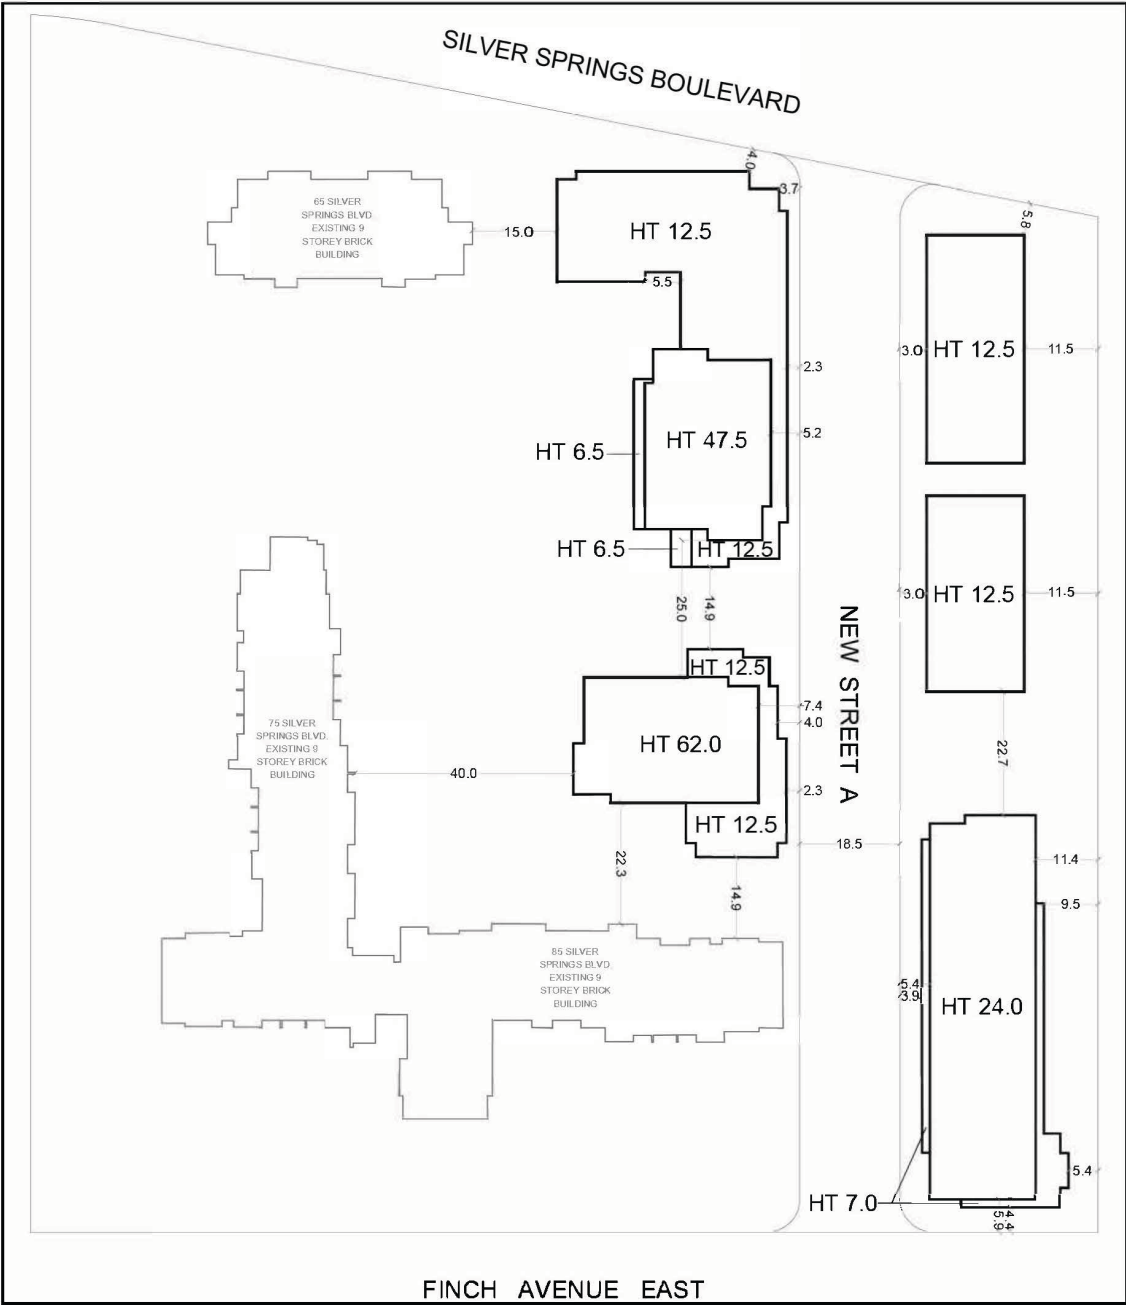 SILVER SPRINGS BOULEVARD
4.0
3.7
65 SILVER
SPRINGS BLVD.
EXISTING 9
STOREY BRICK
BUILDING
15.0
HT 12.5
5.5
5.8
3.0
HT 12.5
11.5
2.3
5.2
HT 47.5
HT 6.5
HT 6.5
HT 12.5
25.0
14.9
3.0
HT 12.5
11.5
NEW STREET A
HT 12.5
7.4
4.0
HT 62.0
75 SILVER
SPRINGS BLVD.
EXISTING 9
STOREY BRICK
BUILDING
40.0
2.3
22.7
HT 12.5
18.5
22.3
14.9
11.4
9.5
85 SILVER
SPRINGS BLVD.
EXISTING 9
STOREY BRICK
BUILDING
5.4
3.9
HT 24.0
5.4
HT 7.0
5.9
4.4
FINCH AVENUE EAST